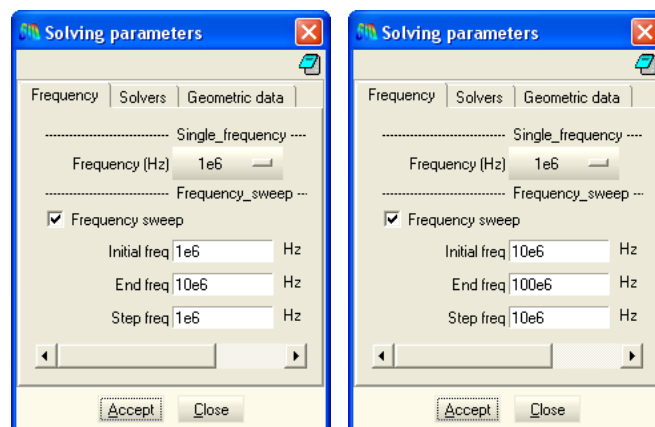 Solving parameters
Frequency Solvers Geometric data
Single_frequency
Frequency (Hz) 1e6
Frequency_sweep
Frequency sweep
Initial freq 1e6 Hz
End freq 10e6 Hz
Step freq 1e6 Hz
Accept Close
Solving parameters
Frequency Solvers Geometric data
Single_frequency
Frequency (Hz) 1e6
Frequency_sweep
Frequency sweep
Initial freq 10e6 Hz
End freq 100e6 Hz
Step freq 10e6 Hz
Accept Close